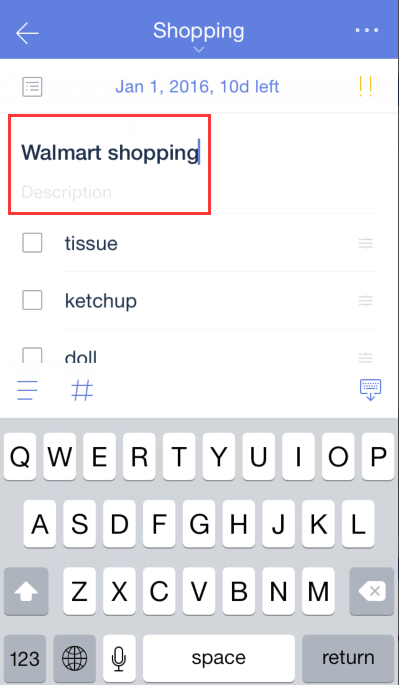 Shopping
Jan 1, 2016, 10d left
!!
Walmart shopping
Description
tissue
ketchup
doll
#
Q W E R T Y U I O P
A S D F G H J K L
Z X C V B N M
123 space return